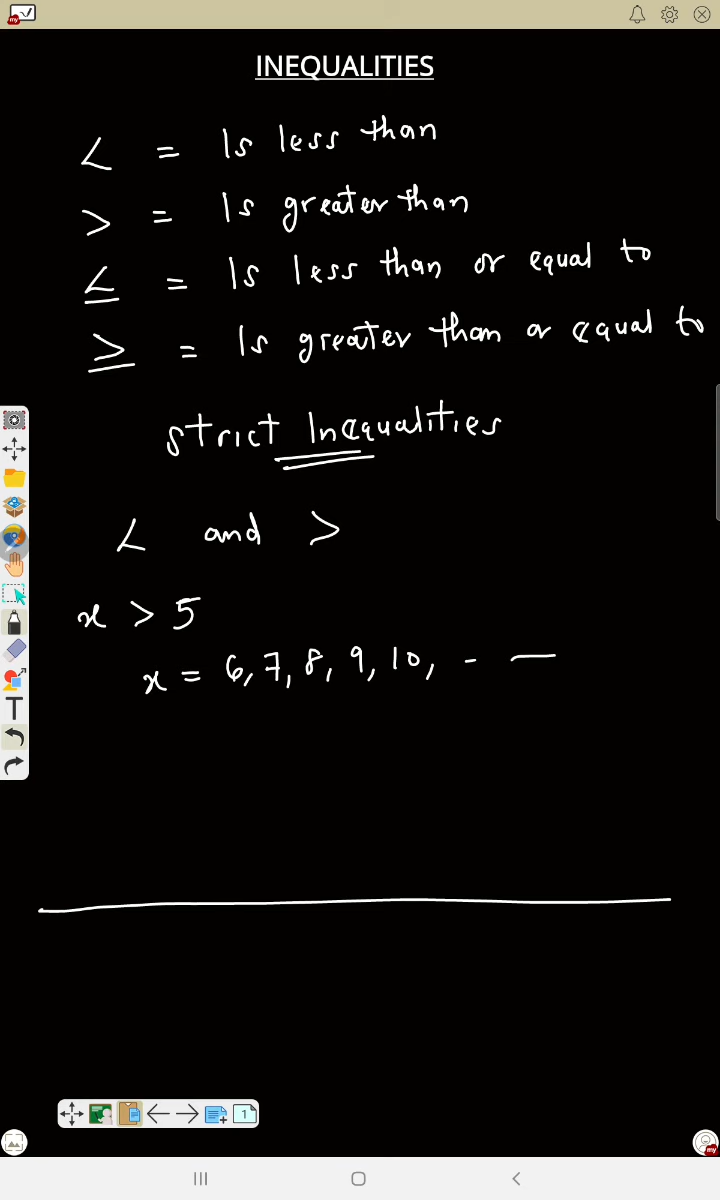 INEQUALITIES
< = Is less than
> = Is greater than
≤ = Is less than or equal to
≥ = Is greater than or equal to
Strict Inequalities
< and >
x > 5
x = 6, 7, 8, 9, 10, - —
T
1